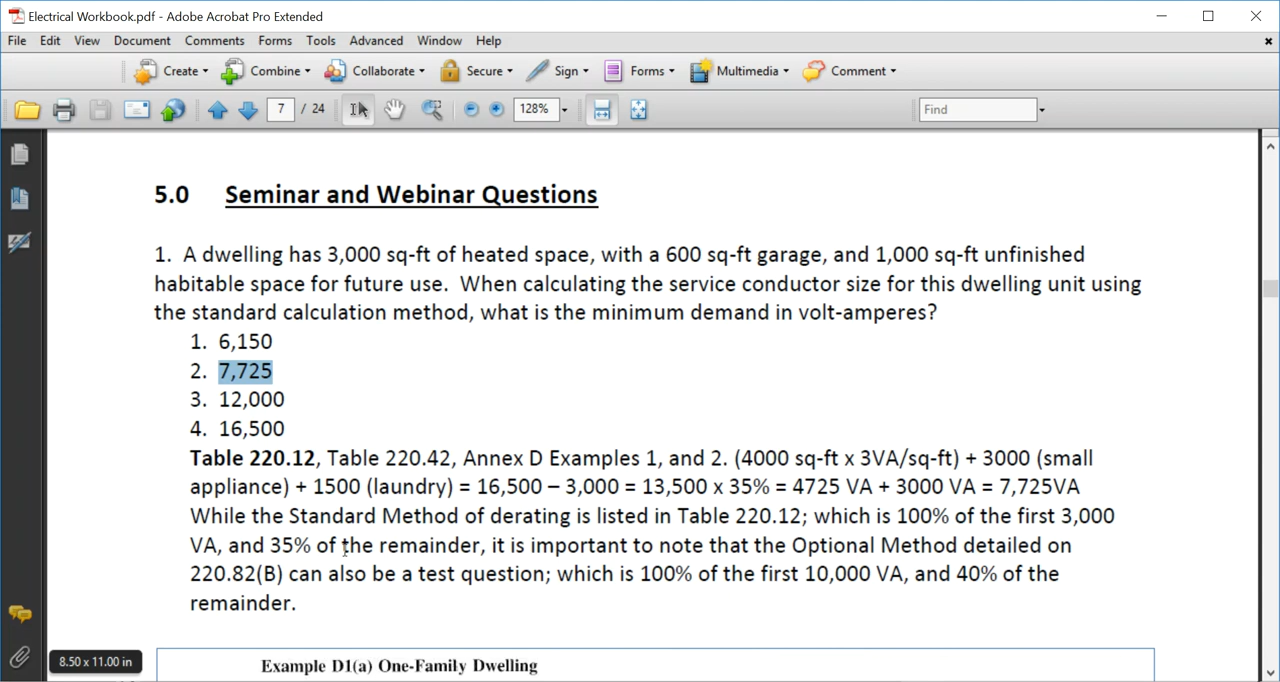 Electrical Workbook.pdf - Adobe Acrobat Pro Extended
File Edit View Document Comments Forms Tools Advanced Window Help
Create Combine Collaborate Secure Sign Forms Multimedia Comment
7 / 24 128% Find
5.0 Seminar and Webinar Questions
1. A dwelling has 3,000 sq-ft of heated space, with a 600 sq-ft garage, and 1,000 sq-ft unfinished
habitable space for future use. When calculating the service conductor size for this dwelling unit using
the standard calculation method, what is the minimum demand in volt-amperes?
1. 6,150
2. 7,725
3. 12,000
4. 16,500
Table 220.12, Table 220.42, Annex D Examples 1, and 2. (4000 sq-ft x 3VA/sq-ft) + 3000 (small
appliance) + 1500 (laundry) = 16,500 – 3,000 = 13,500 x 35% = 4725 VA + 3000 VA = 7,725VA
While the Standard Method of derating is listed in Table 220.12; which is 100% of the first 3,000
VA, and 35% of the remainder, it is important to note that the Optional Method detailed on
220.82(B) can also be a test question; which is 100% of the first 10,000 VA, and 40% of the
remainder.
8.50 x 11.00 in
Example D1(a) One-Family Dwelling